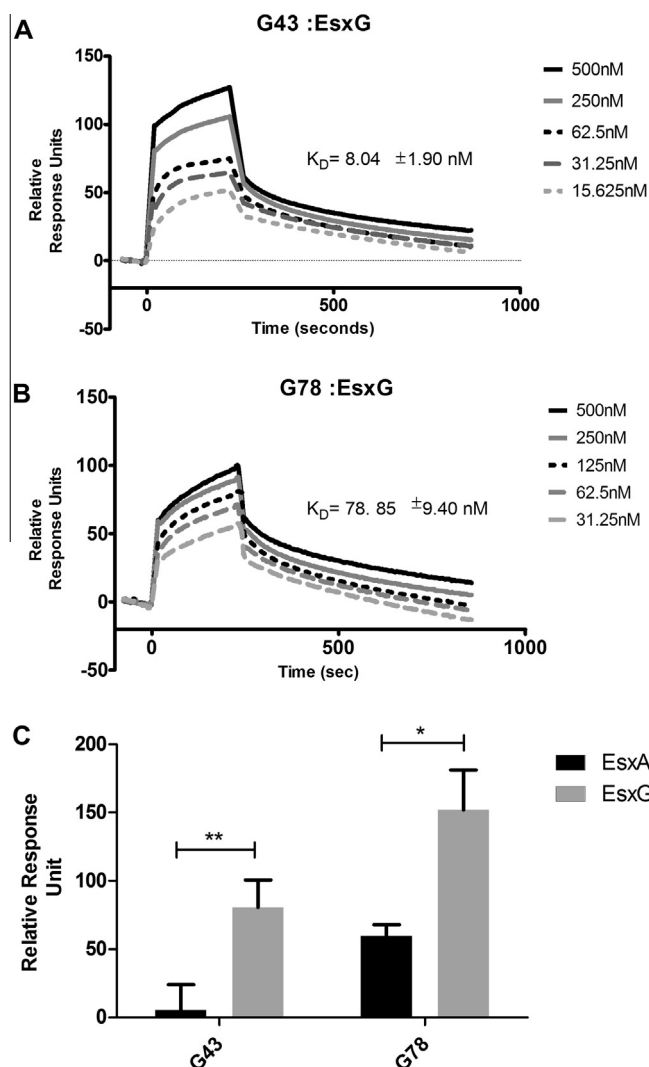 A
G43 :EsxG
150
100
50
0
-50
Relative
Response Units
0
500
1000
Time (seconds)
K_D= 8.04 ±1.90 nM
500nM
250nM
62.5nM
31.25nM
15.625nM
B
G78 :EsxG
150
100
50
0
-50
Relative
Response Units
0
500
1000
Time (sec)
K_D= 78. 85 ±9.40 nM
500nM
250nM
125nM
62.5nM
31.25nM
C
200
150
100
50
0
Relative Response
Unit
**
*
G43
G78
EsxA
EsxG